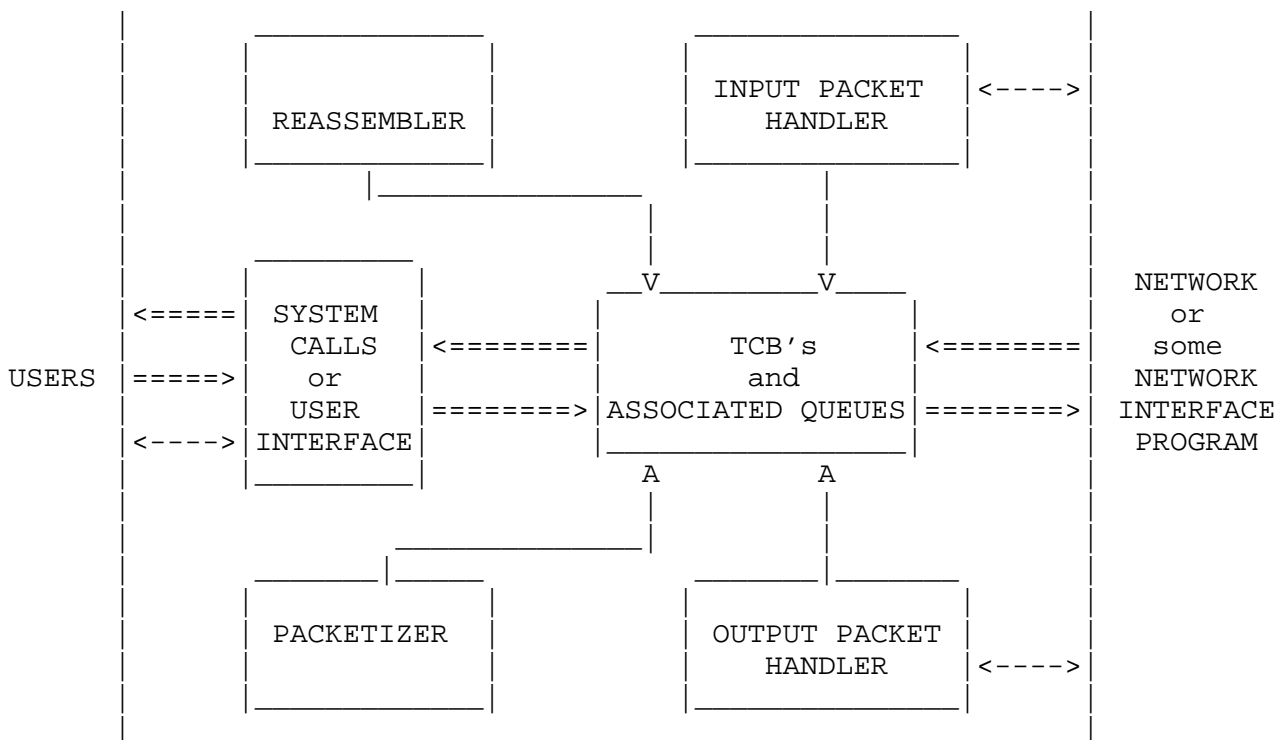 INPUT PACKET
HANDLER
REASSEMBLER
SYSTEM
CALLS
or
USER
INTERFACE
TCB's
and
ASSOCIATED QUEUES
NETWORK
or
some
NETWORK
INTERFACE
PROGRAM
USERS
PACKETIZER
OUTPUT PACKET
HANDLER